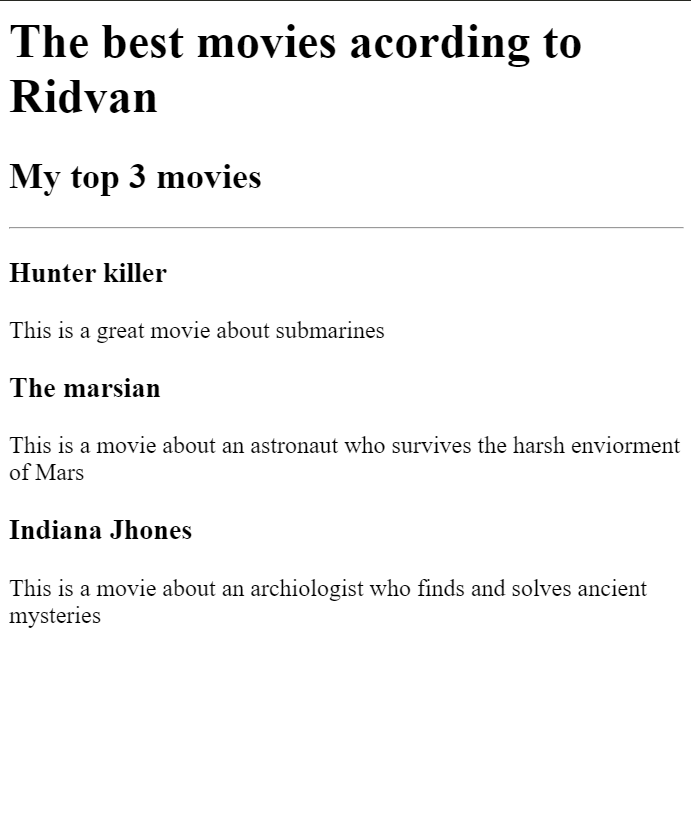 The best movies acording to
Ridvan
My top 3 movies
Hunter killer
This is a great movie about submarines
The marsian
This is a movie about an astronaut who survives the harsh enviorment
of Mars
Indiana Jhones
This is a movie about an archiologist who finds and solves ancient
mysteries